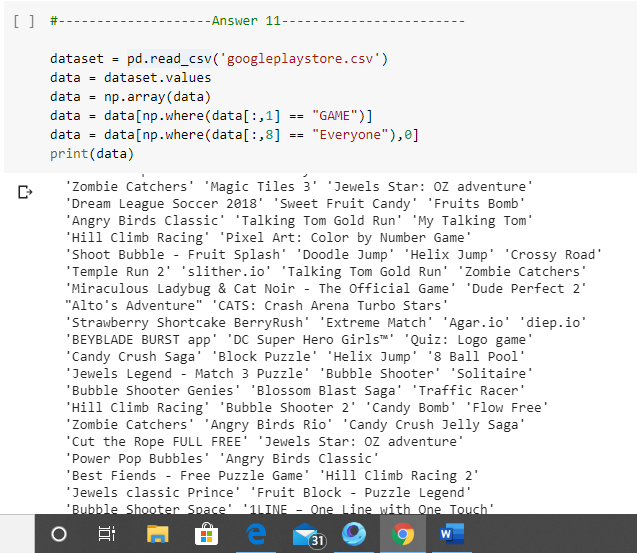 [ ] #--------------------Answer 11------------------------
dataset = pd.read_csv('googleplaystore.csv')
data = dataset.values
data = np.array(data)
data = data[np.where(data[:,1] == "GAME")]
data = data[np.where(data[:,8] == "Everyone"),0]
print(data)
'Zombie Catchers' 'Magic Tiles 3' 'Jewels Star: OZ adventure'
'Dream League Soccer 2018' 'Sweet Fruit Candy' 'Fruits Bomb'
'Angry Birds Classic' 'Talking Tom Gold Run' 'My Talking Tom'
'Hill Climb Racing' 'Pixel Art: Color by Number Game'
'Shoot Bubble - Fruit Splash' 'Doodle Jump' 'Helix Jump' 'Crossy Road'
'Temple Run 2' 'slither.io' 'Talking Tom Gold Run' 'Zombie Catchers'
'Miraculous Ladybug & Cat Noir - The Official Game' 'Dude Perfect 2'
"Alto's Adventure" 'CATS: Crash Arena Turbo Stars'
'Strawberry Shortcake BerryRush' 'Extreme Match' 'Agar.io' 'diep.io'
'BEYBLADE BURST app' 'DC Super Hero Girls™' 'Quiz: Logo game'
'Candy Crush Saga' 'Block Puzzle' 'Helix Jump' '8 Ball Pool'
'Jewels Legend - Match 3 Puzzle' 'Bubble Shooter' 'Solitaire'
'Bubble Shooter Genies' 'Blossom Blast Saga' 'Traffic Racer'
'Hill Climb Racing' 'Bubble Shooter 2' 'Candy Bomb' 'Flow Free'
'Zombie Catchers' 'Angry Birds Rio' 'Candy Crush Jelly Saga'
'Cut the Rope FULL FREE' 'Jewels Star: OZ adventure'
'Power Pop Bubbles' 'Angry Birds Classic'
'Best Fiends - Free Puzzle Game' 'Hill Climb Racing 2'
'Jewels classic Prince' 'Fruit Block - Puzzle Legend'
'Bubble Shooter Space' '1LINE – One Line with One Touch'
31
W